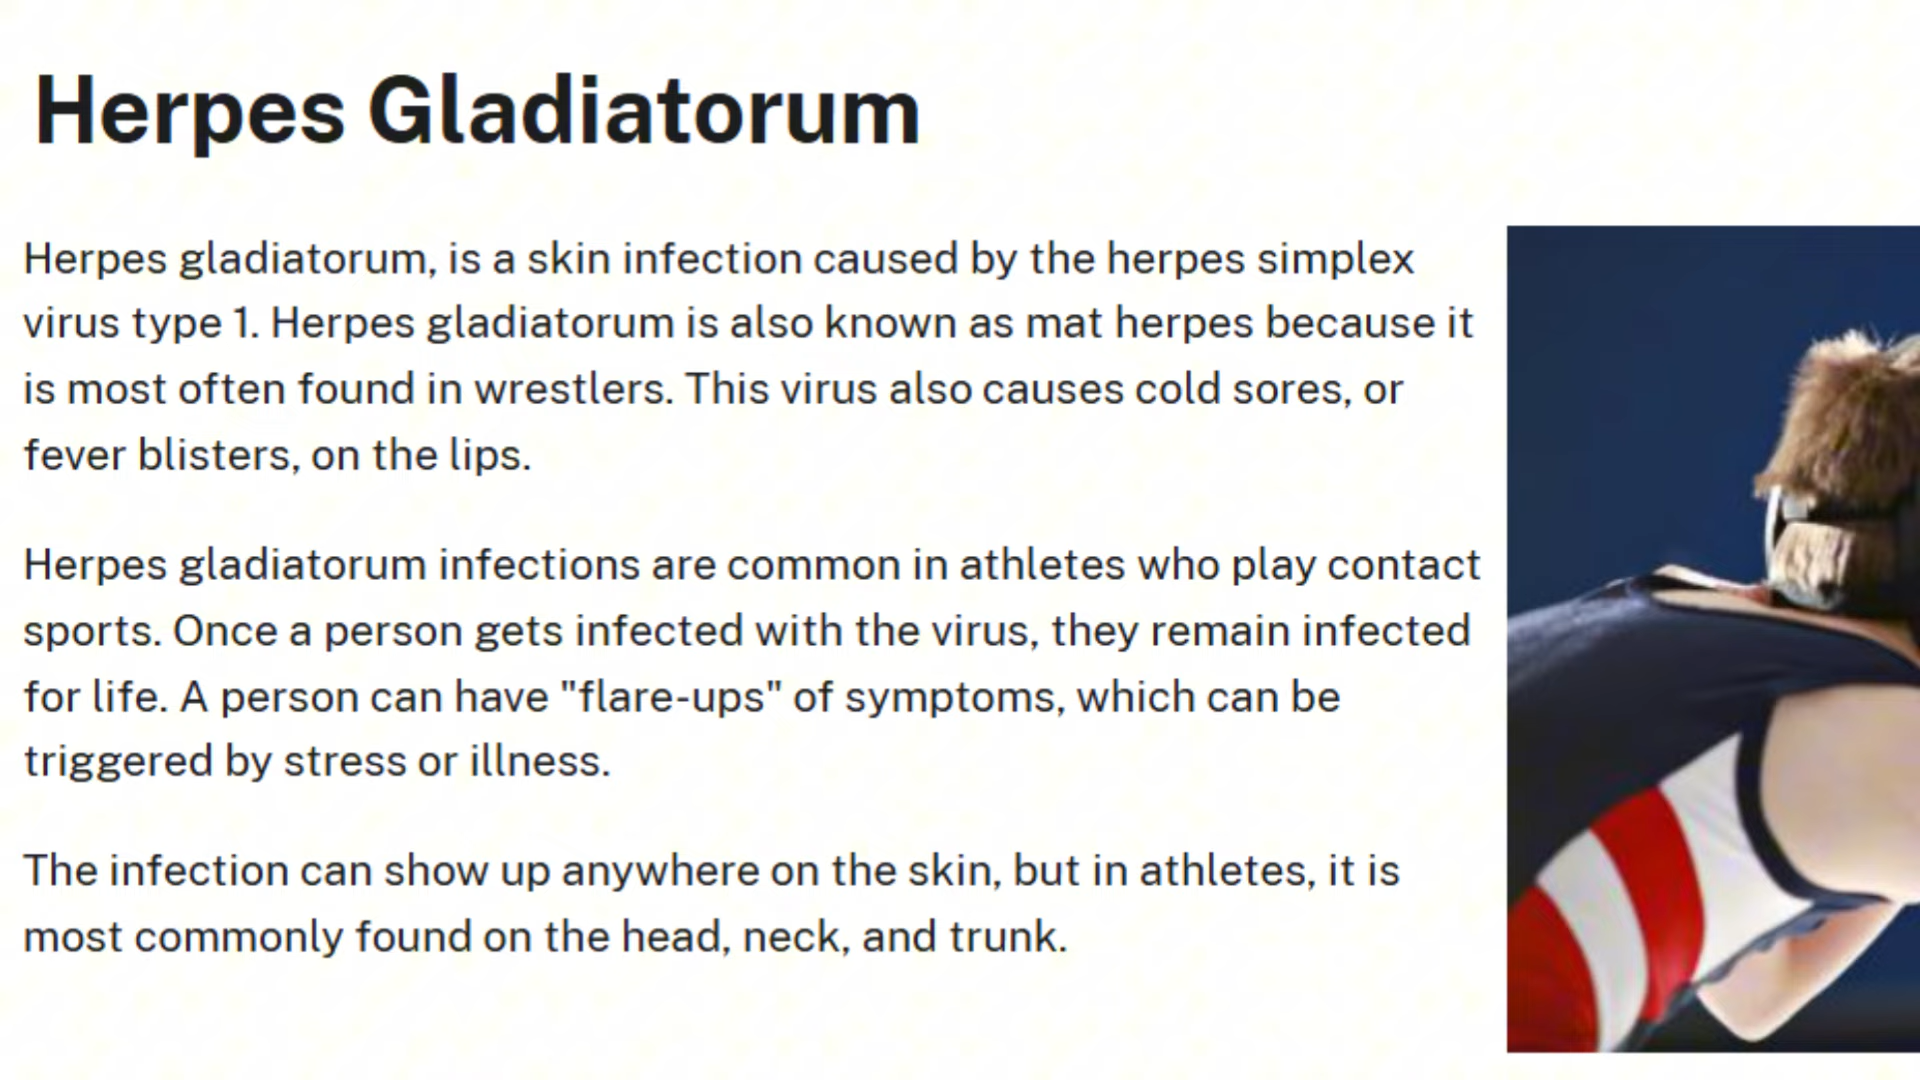 Herpes Gladiatorum
Herpes gladiatorum, is a skin infection caused by the herpes simplex
virus type 1. Herpes gladiatorum is also known as mat herpes because it
is most often found in wrestlers. This virus also causes cold sores, or
fever blisters, on the lips.
Herpes gladiatorum infections are common in athletes who play contact
sports. Once a person gets infected with the virus, they remain infected
for life. A person can have "flare-ups" of symptoms, which can be
triggered by stress or illness.
The infection can show up anywhere on the skin, but in athletes, it is
most commonly found on the head, neck, and trunk.